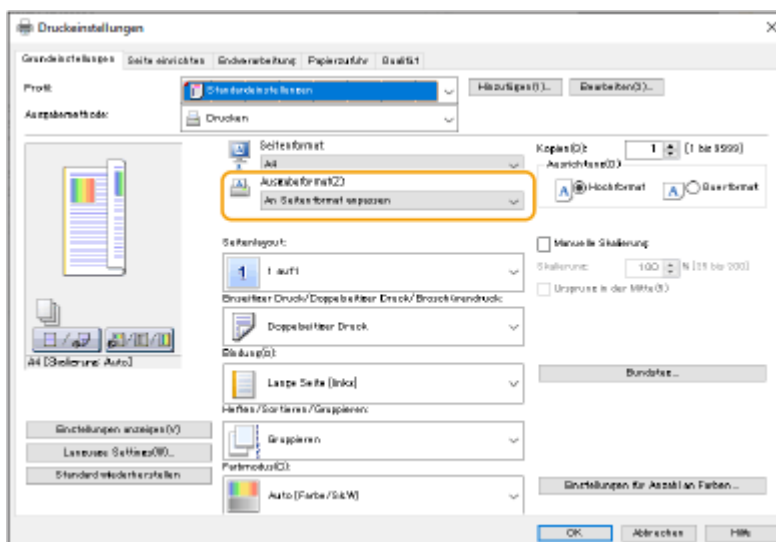 Druckeinstellungen
Grundeinstellungen Seite einrichten Endverarbeitung Papierzufuhr Qualität
Profil: Standardeinstellungen Hinzufügen(1)... Bearbeiten(3)...
Ausgabemethode: Drucken
Seitenformat: Kopien(D): 1 [1 bis 9999]
A4 Ausrichtung(O)
Ausgabeformat(Z): A Hochformat A Querformat
An Seitenformat anpassen
Seitenlayout: Manuelle Skalierung
1 1 auf 1 Skalierung: 100 % [25 bis 200]
Einseitiger Druck/Doppelseitiger Druck/Broschürendruck: Ursprung in der Mitte(9)
Doppelseitiger Druck
A4 [Skalierung: Auto] Bindung(B):
Lange Seite [links] Bundsteg...
Heften/Sortieren/Gruppieren:
Einstellungen anzeigen(V) Gruppieren
Language Settings(W)...
Standard wiederherstellen Farbmodus(C):
Auto [Farbe/S&W] Einstellungen für Anzahl an Farben...
OK Abbrechen Hilfe